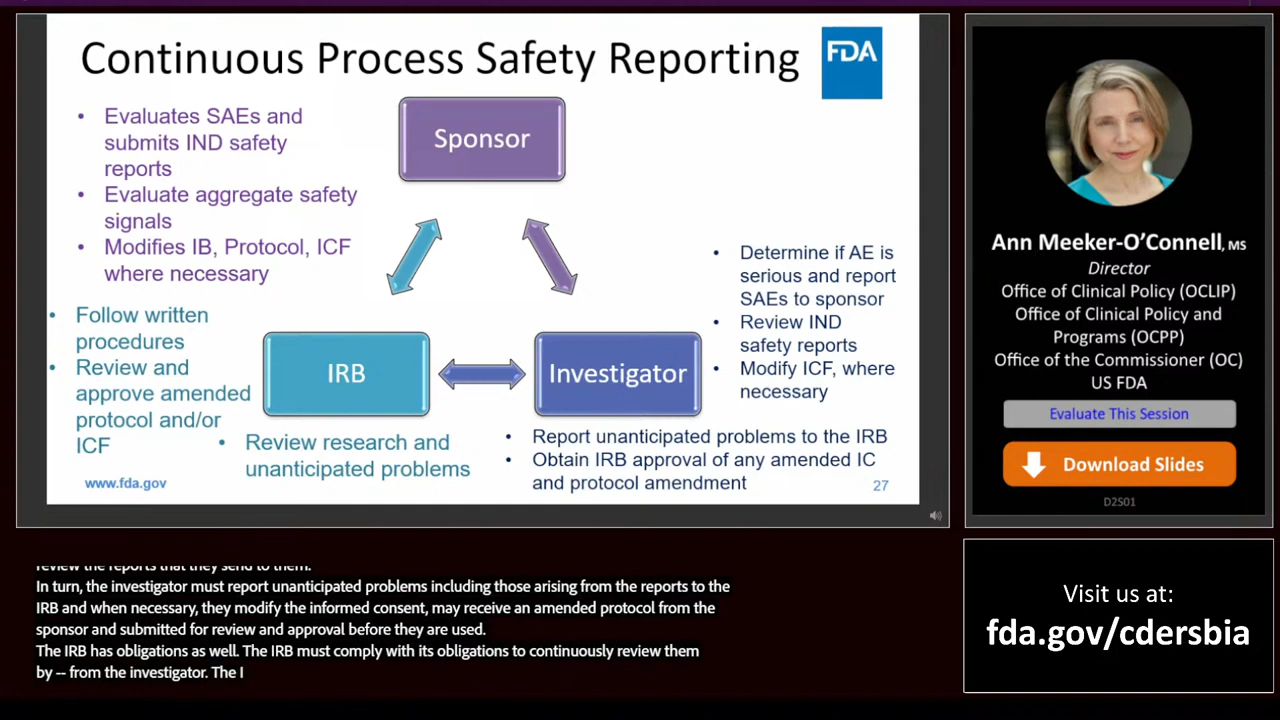 Continuous Process Safety Reporting
FDA
• Evaluates SAEs and
submits IND safety
reports
• Evaluate aggregate safety
signals
• Modifies IB, Protocol, ICF
where necessary
Sponsor
• Follow written
procedures
• Review and
approve amended
protocol and/or
ICF
IRB
Investigator
• Determine if AE is
serious and report
SAEs to sponsor
• Review IND
safety reports
• Modify ICF, where
necessary
• Review research and
unanticipated problems
• Report unanticipated problems to the IRB
• Obtain IRB approval of any amended IC
and protocol amendment
www.fda.gov
27
Ann Meeker-O’Connell, MS
Director
Office of Clinical Policy (OCLIP)
Office of Clinical Policy and
Programs (OCPP)
Office of the Commissioner (OC)
US FDA
Evaluate This Session
Download Slides
D2S01
review the reports that they send to them.
In turn, the investigator must report unanticipated problems including those arising from the reports to the
IRB and when necessary, they modify the informed consent, may receive an amended protocol from the
sponsor and submitted for review and approval before they are used.
The IRB has obligations as well. The IRB must comply with its obligations to continuously review them
by -- from the investigator. The I
Visit us at:
fda.gov/cdersbia